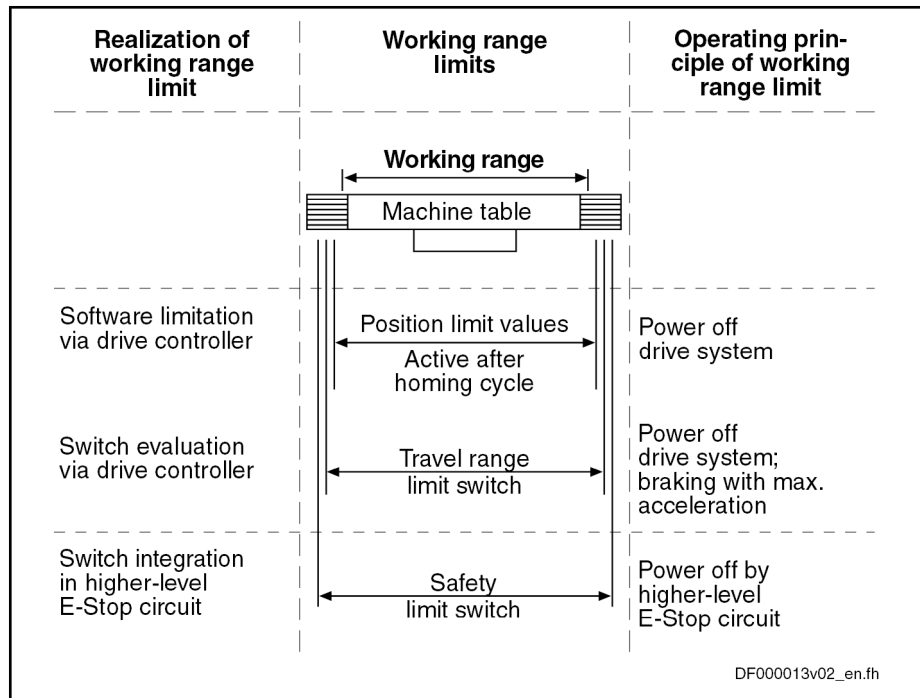 Realization of
working range
limit
Working range
limits
Operating prin-
ciple of working
range limit
Working range
Machine table
Software limitation
via drive controller
Position limit values
Active after
homing cycle
Power off
drive system
Switch evaluation
via drive controller
Travel range
limit switch
Power off
drive system;
braking with max.
acceleration
Switch integration
in higher-level
E-Stop circuit
Safety
limit switch
Power off by
higher-level
E-Stop circuit
DF000013v02_en.fh